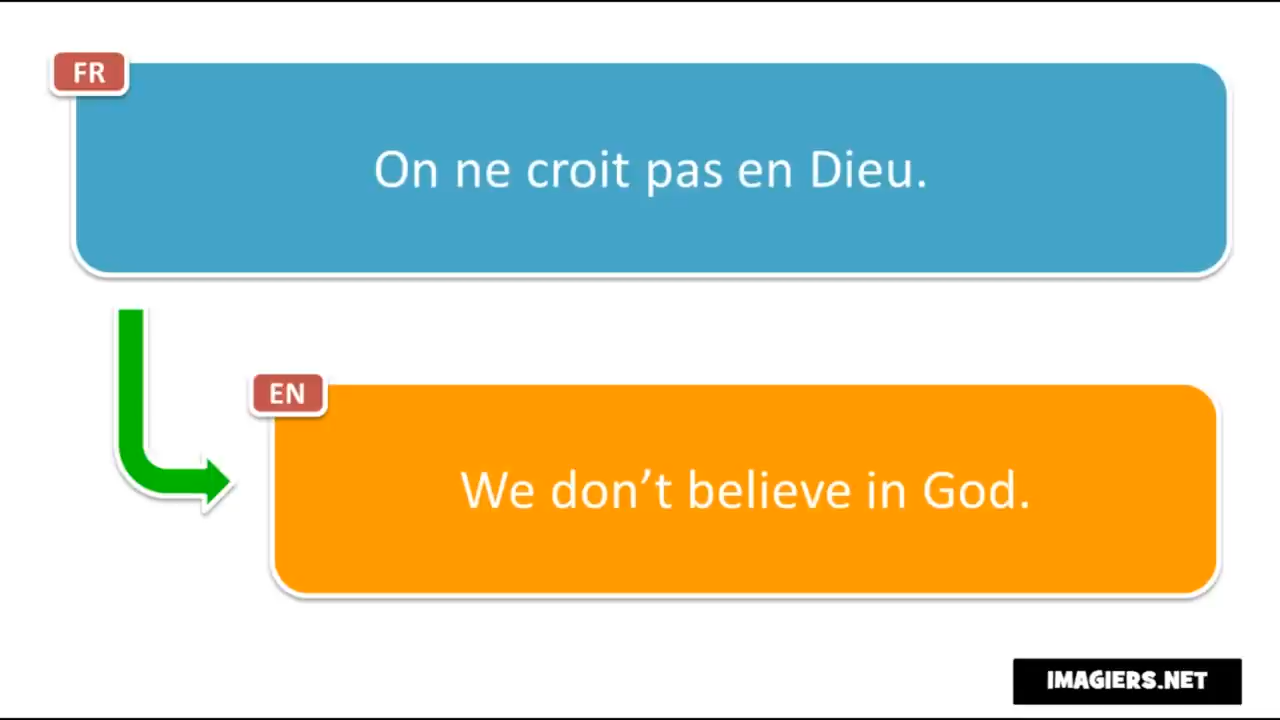 FR
On ne croit pas en Dieu.
EN
We don’t believe in God.
IMAGIERS.NET